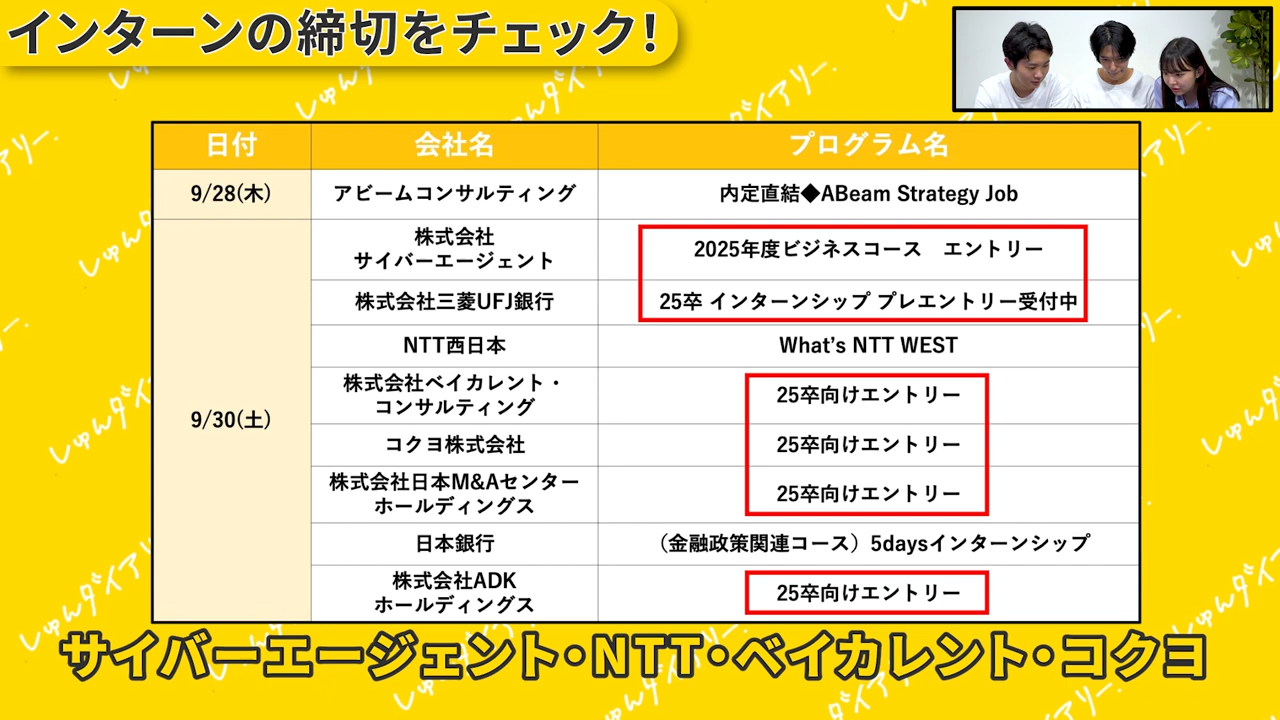 インターンの締切をチェック！
日付 会社名 プログラム名
9/28(木) アビームコンサルティング 内定直結◆ABeam Strategy Job
株式会社
サイバーエージェント
2025年度ビジネスコース　エントリー
株式会社三菱UFJ銀行 25卒 インターンシップ プレエントリー受付中
NTT西日本 What’s NTT WEST
9/30(土)
株式会社ベイカレント・
コンサルティング
25卒向けエントリー
コクヨ株式会社 25卒向けエントリー
株式会社日本M&Aセンター
ホールディングス
25卒向けエントリー
日本銀行 （金融政策関連コース）5daysインターンシップ
株式会社ADK
ホールディングス
25卒向けエントリー
サイバーエージェント・NTT・ベイカレント・コクヨ
しゅんダイアリー.